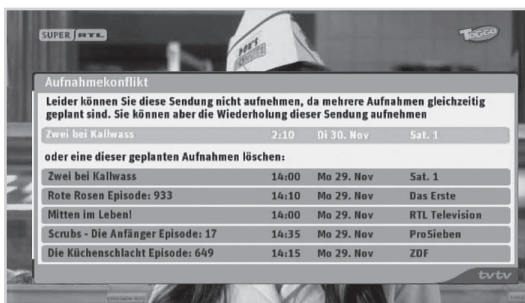 SUPER RTL
TOGGO
Aufnahmekonflikt
Leider können Sie diese Sendung nicht aufnehmen, da mehrere Aufnahmen gleichzeitig
geplant sind. Sie können aber die Wiederholung dieser Sendung aufnehmen
Zwei bei Kallwass 2:10 Di 30. Nov Sat. 1
oder eine dieser geplanten Aufnahmen löschen:
Zwei bei Kallwass 14:00 Mo 29. Nov Sat. 1
Rote Rosen Episode: 933 14:10 Mo 29. Nov Das Erste
Mitten im Leben! 14:00 Mo 29. Nov RTL Television
Scrubs - Die Anfänger Episode: 17 14:35 Mo 29. Nov ProSieben
Die Küchenschlacht Episode: 649 14:15 Mo 29. Nov ZDF
tvtv